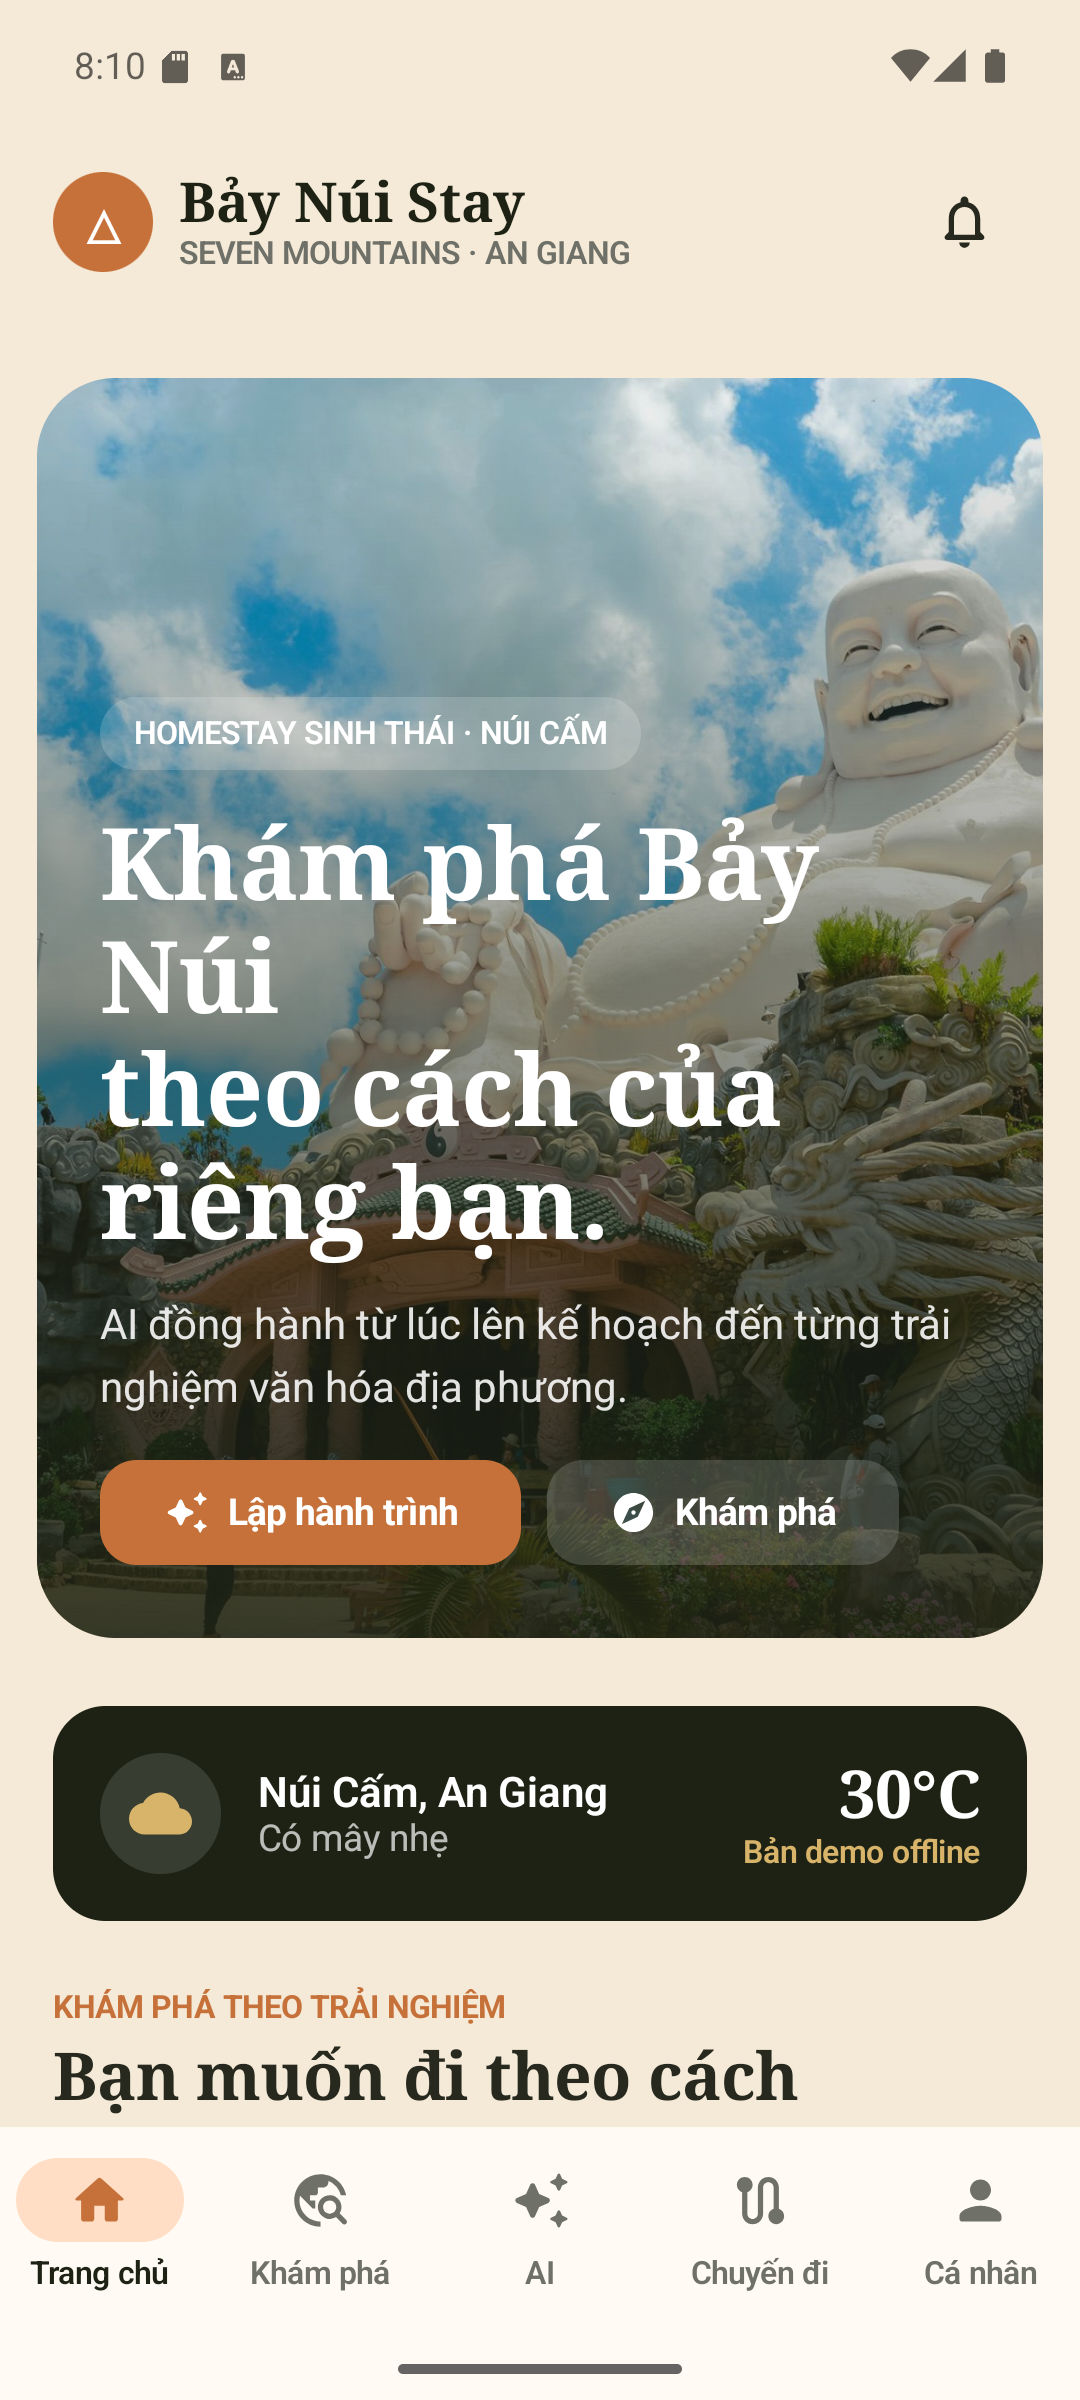 8:10
Bảy Núi Stay
SEVEN MOUNTAINS · AN GIANG
HOMESTAY SINH THÁI · NÚI CẤM
Khám phá Bảy
Núi
theo cách của
riêng bạn.
AI đồng hành từ lúc lên kế hoạch đến từng trải
nghiệm văn hóa địa phương.
Lập hành trình
Khám phá
Núi Cấm, An Giang
Có mây nhẹ
30°C
Bản demo offline
KHÁM PHÁ THEO TRẢI NGHIỆM
Bạn muốn đi theo cách
Trang chủ
Khám phá
AI
Chuyến đi
Cá nhân